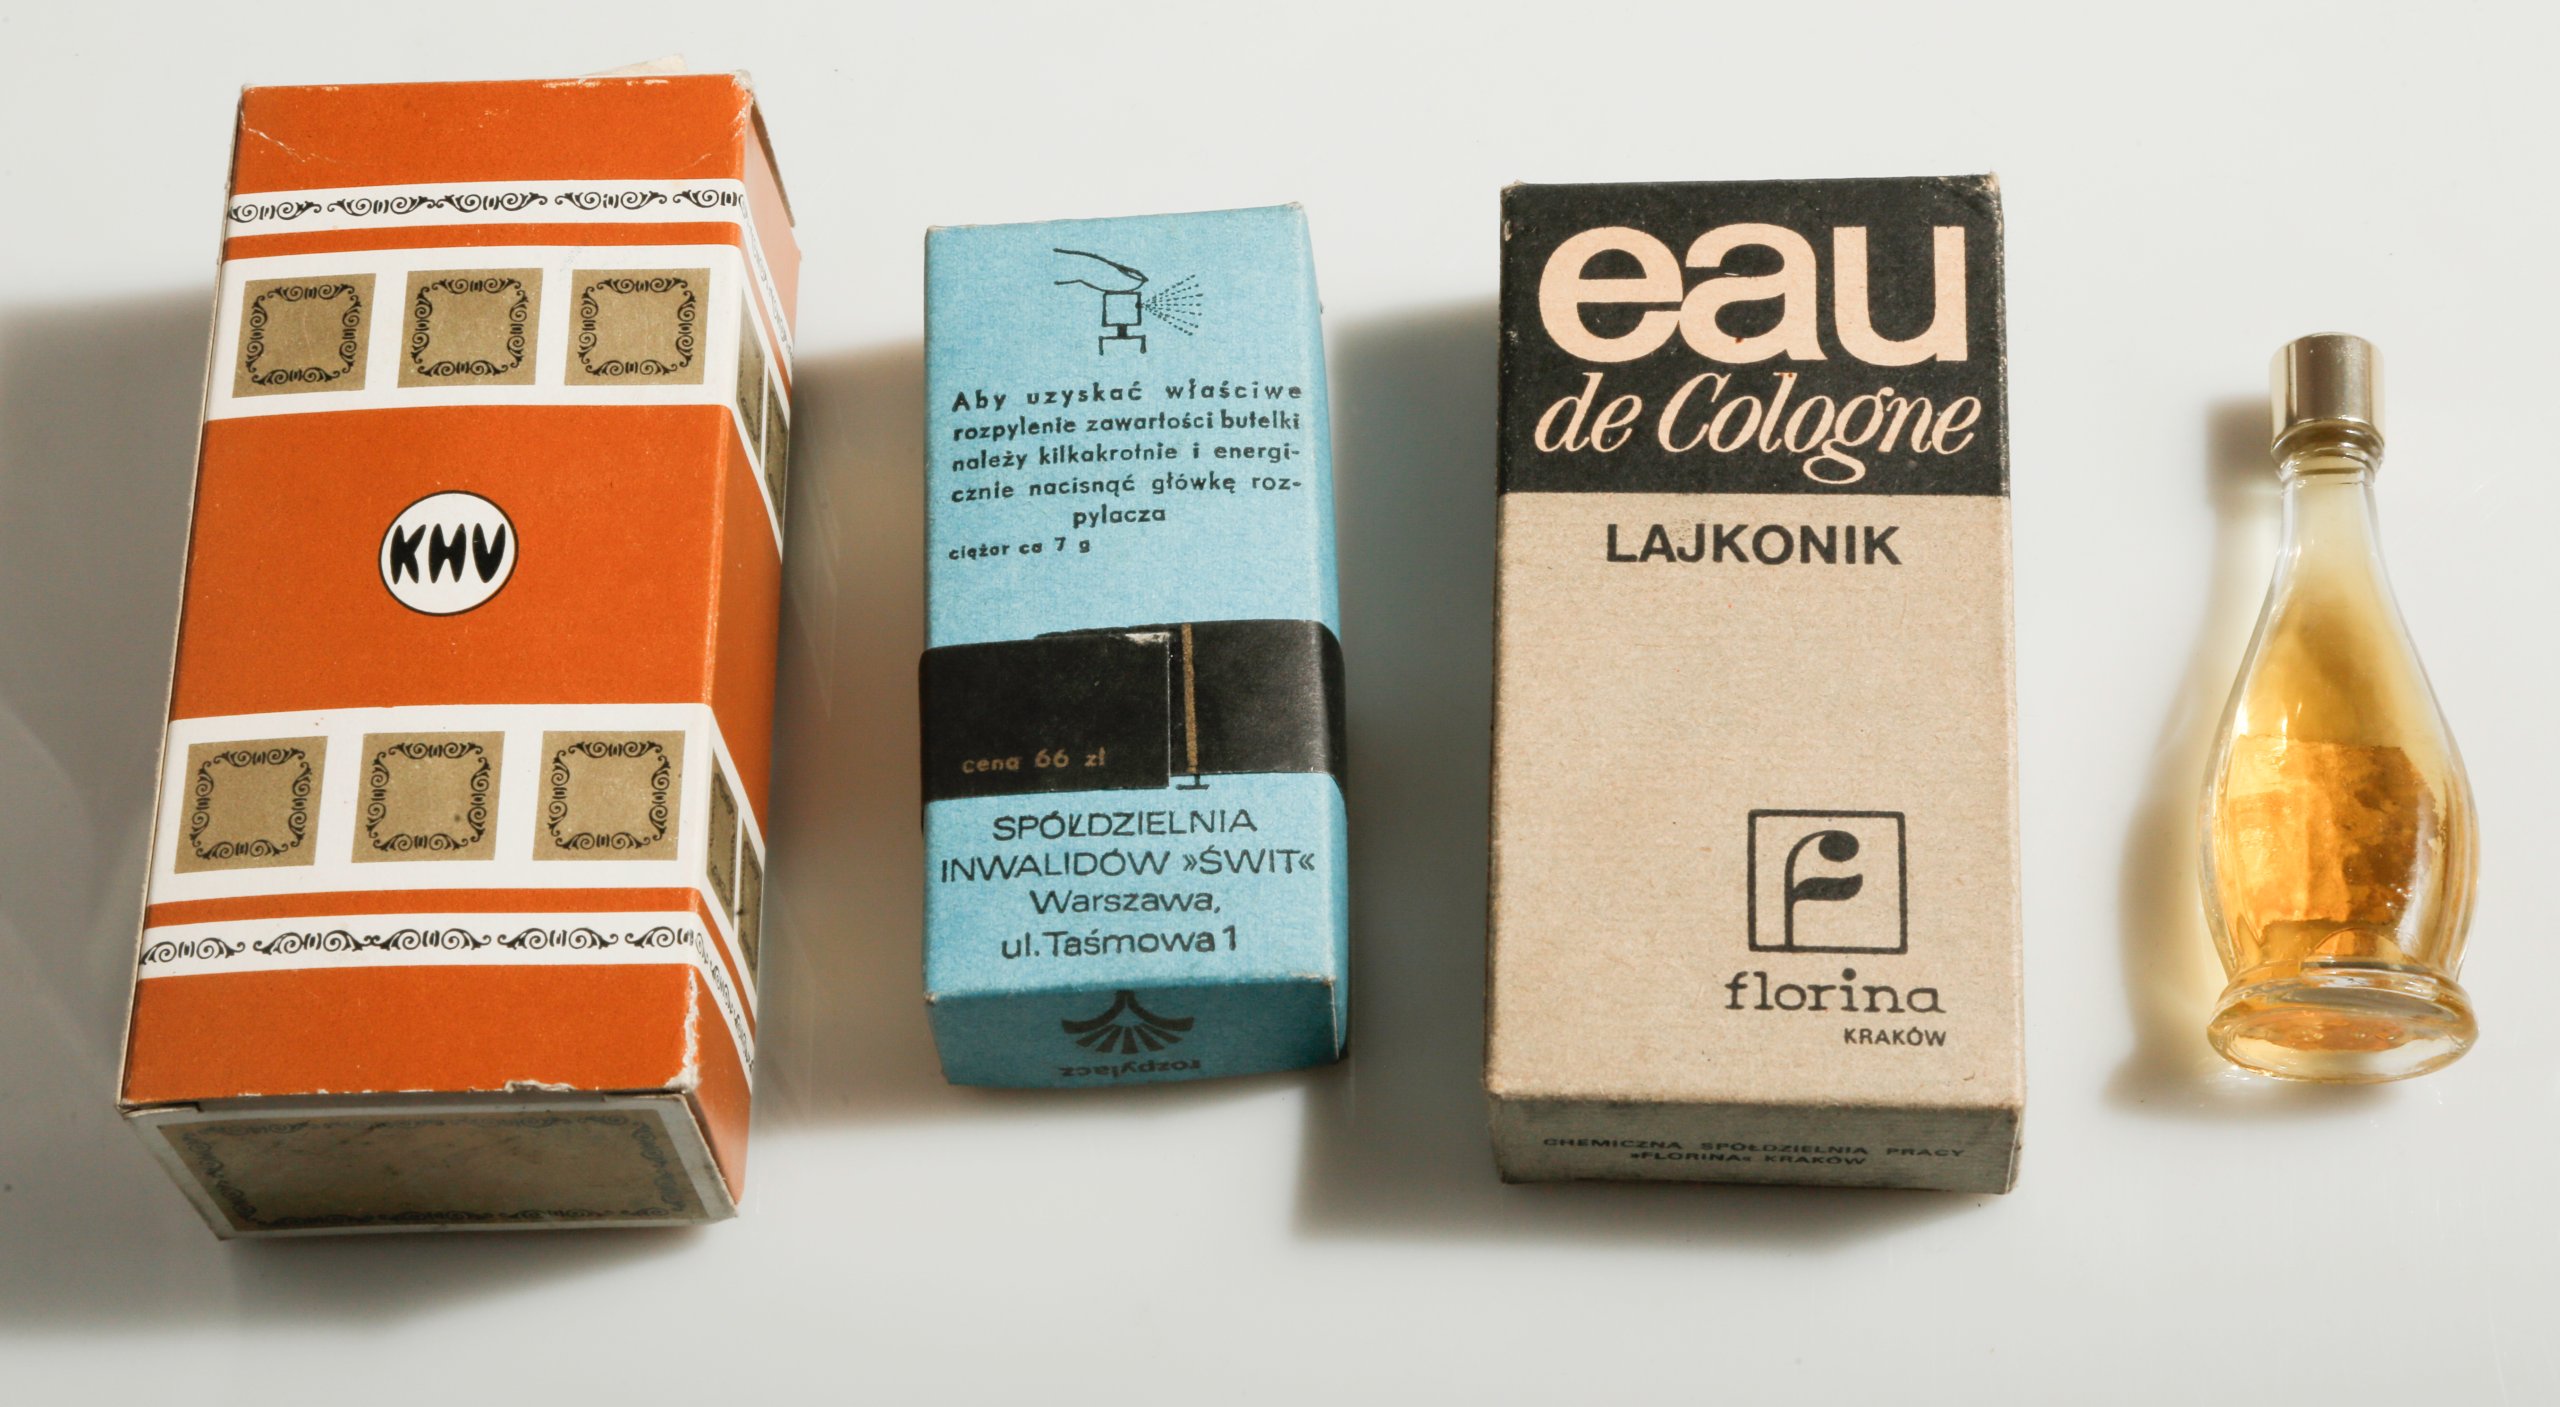 KHV
Aby uzyskać właściwe
rozpylenie zawartości butelki
należy kilkakrotnie i energi-
cznie nacisnąć główkę roz-
pylacza
ciężar ca 7 g
cena 66 zł
SPÓŁDZIELNIA
INWALIDÓW »ŚWIT«
Warszawa,
ul. Taśmowa 1
rozpylacz
eau
de Cologne
LAJKONIK
florina
KRAKÓW
CHEMICZNA SPÓŁDZIELNIA PRACY
»FLORINA« KRAKÓW